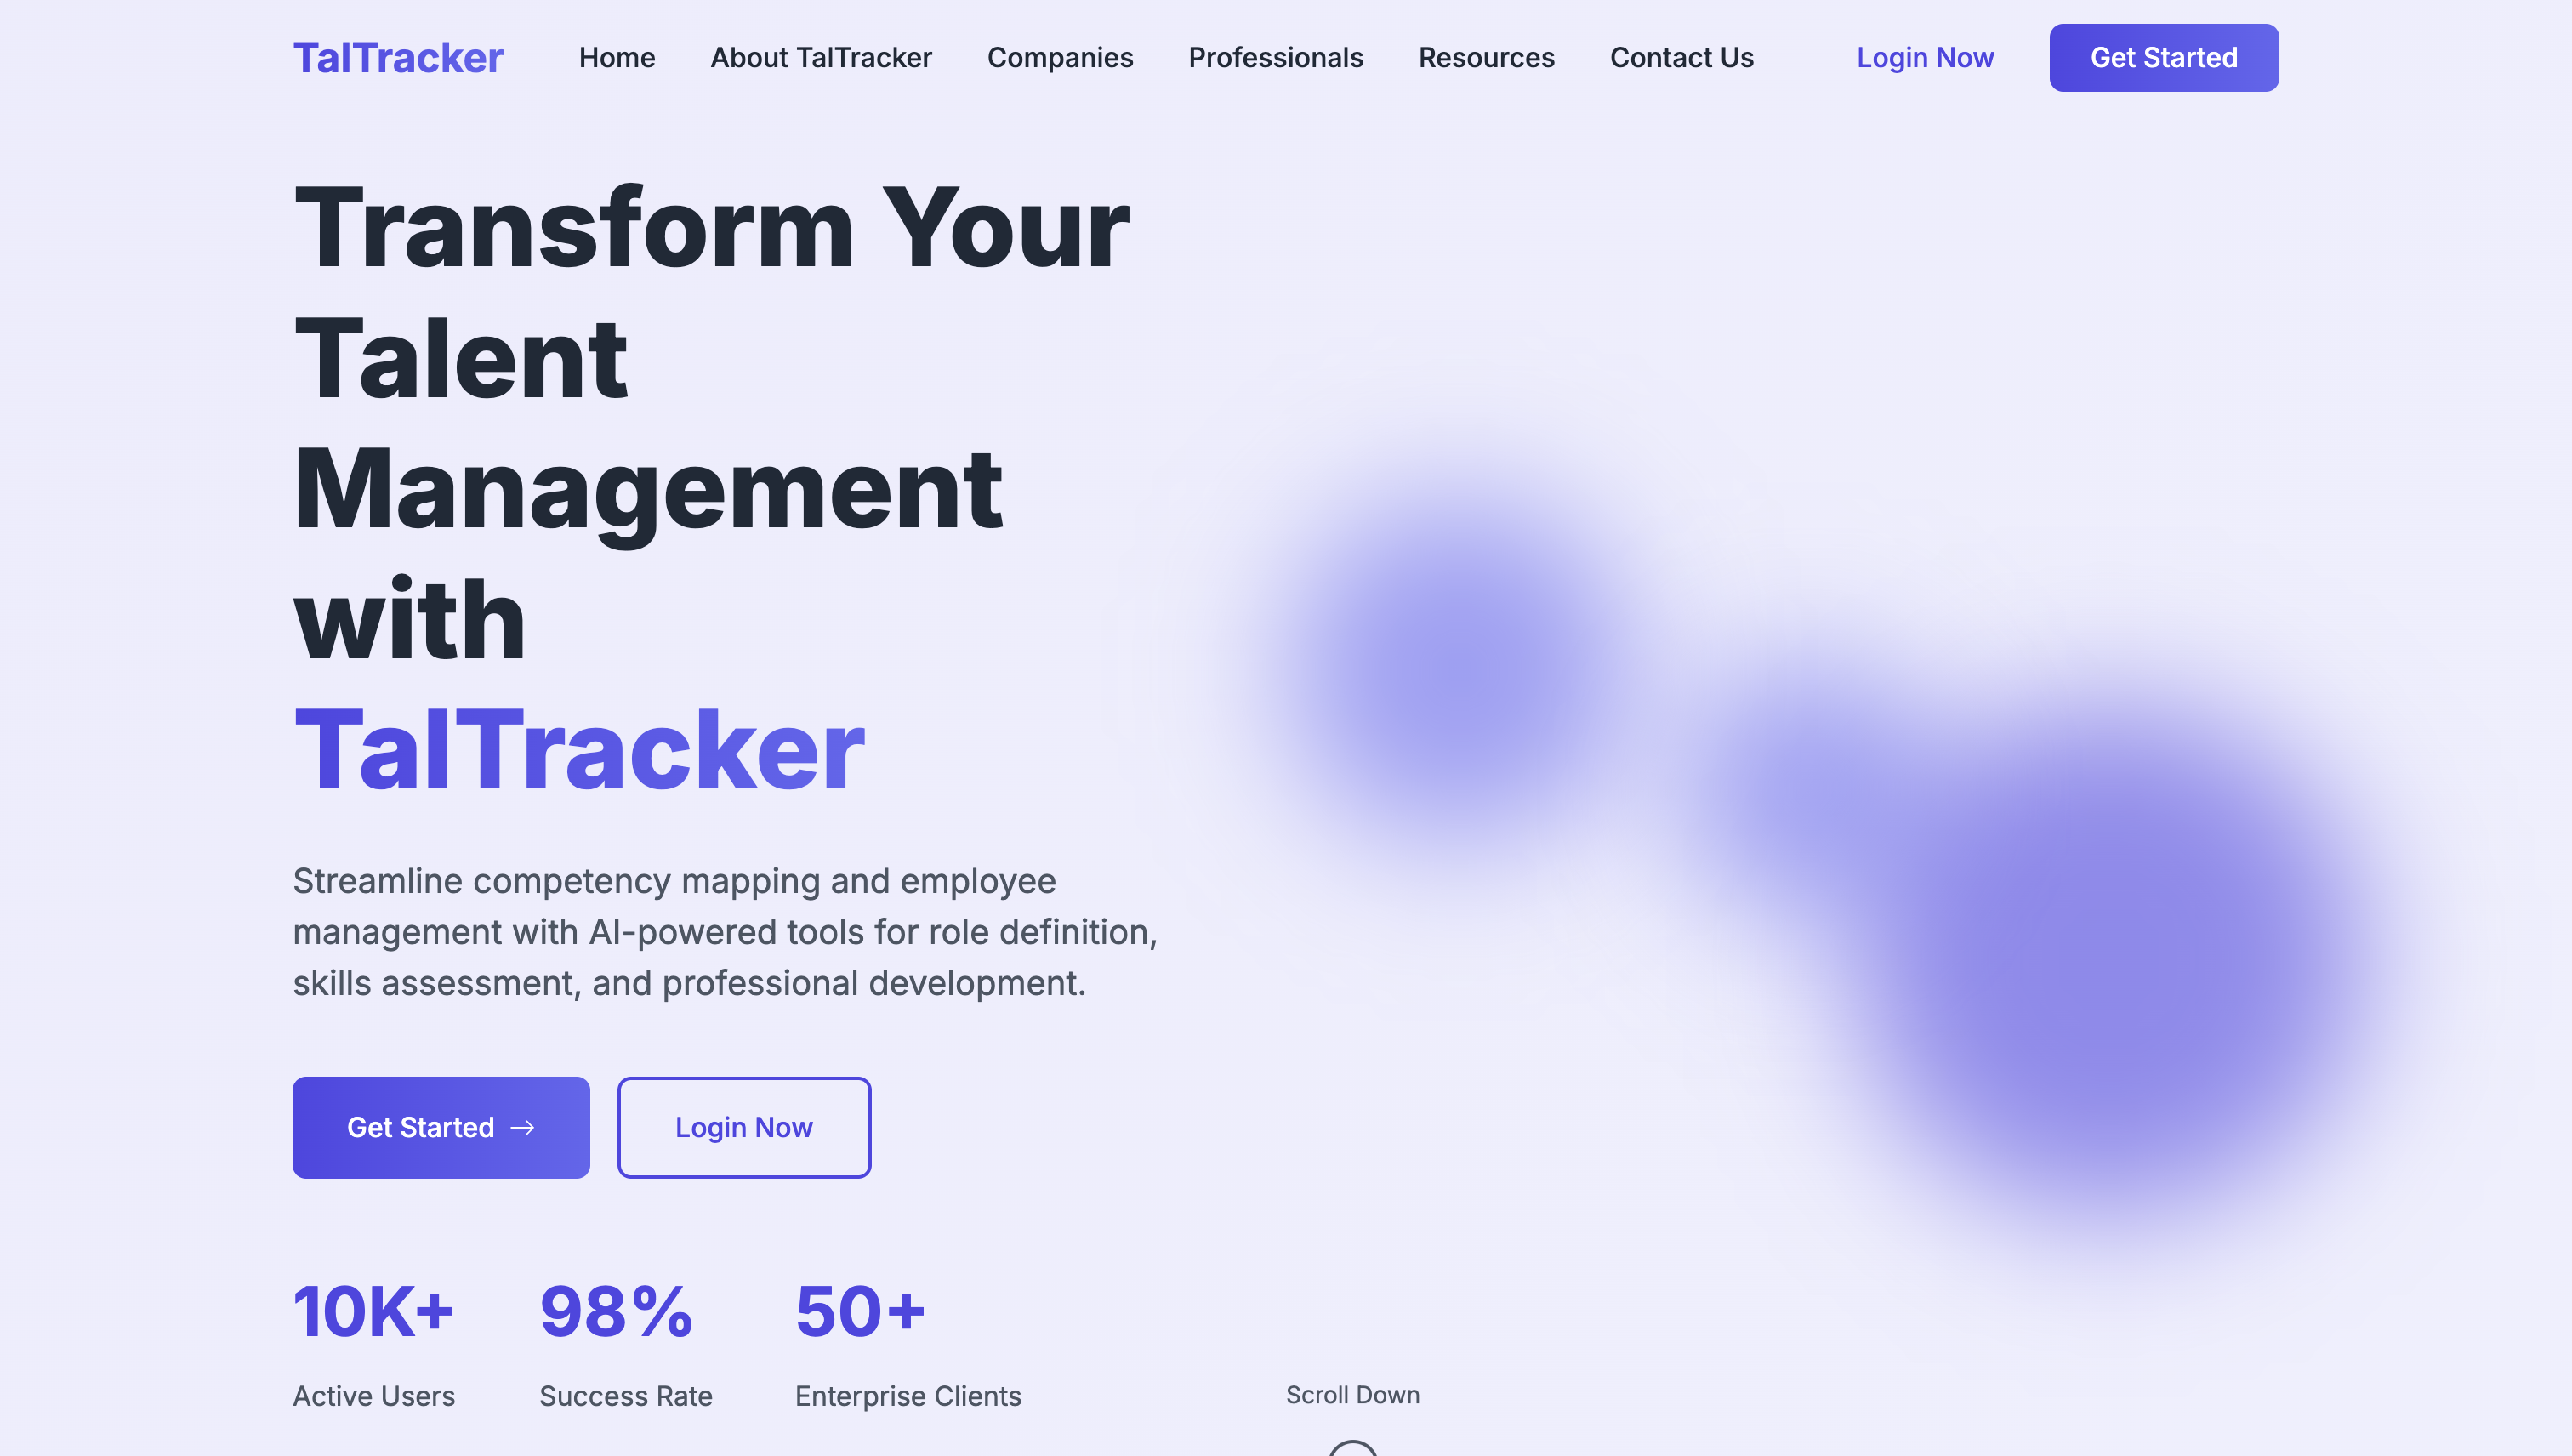 TalTracker
Home
About TalTracker
Companies
Professionals
Resources
Contact Us
Login Now
Get Started
Transform Your
Talent
Management
with
TalTracker
Streamline competency mapping and employee
management with AI-powered tools for role definition,
skills assessment, and professional development.
Get Started →
Login Now
10K+
Active Users
98%
Success Rate
50+
Enterprise Clients
Scroll Down